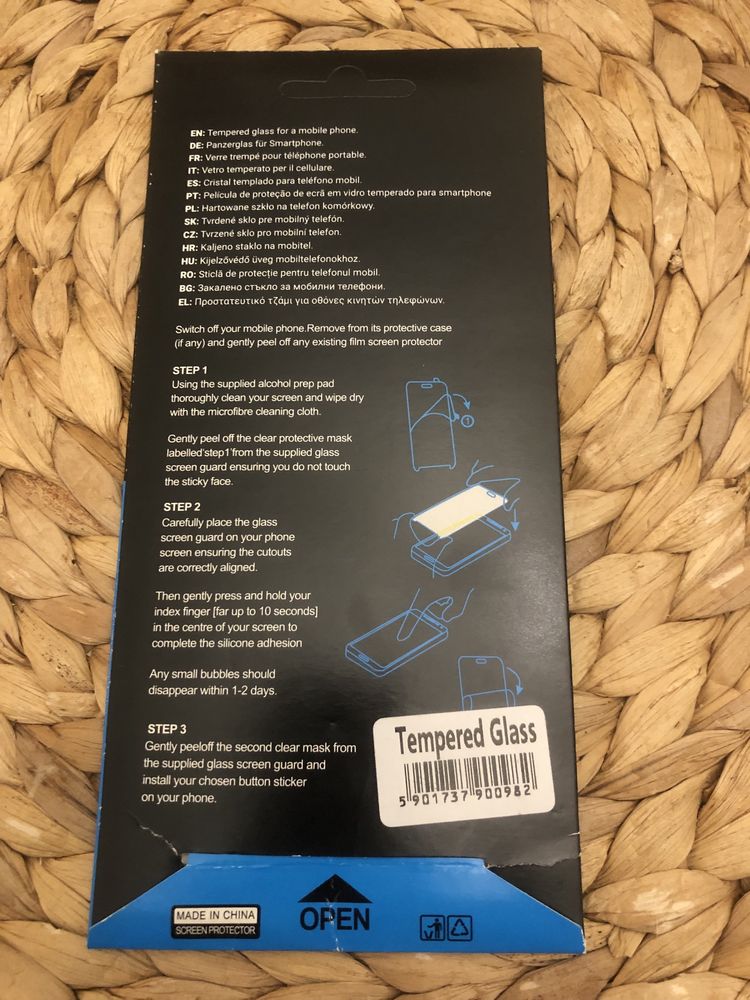 EN: Tempered glass for a mobile phone.
DE: Panzerglas für Smartphone.
FR: Verre trempé pour téléphone portable.
IT: Vetro temperato per il cellulare.
ES: Cristal templado para teléfono mobil.
PT: Película de proteção de ecrã em vidro temperado para smartphone
PL: Hartowane szkło na telefon komórkowy.
SK: Tvrdené sklo pre mobilný telefón.
CZ: Tvrzené sklo pro mobilní telefon.
HR: Kaljeno staklo na mobitel.
HU: Kijelzővédő üveg mobiltelefonokhoz.
RO: Sticlă de protecție pentru telefonul mobil.
BG: Закалено стъкло за мобилни телефони.
EL: Προστατευτικό τζάμι για οθόνες κινητών τηλεφώνων.
Switch off your mobile phone.Remove from its protective case
(if any) and gently peel off any existing film screen protector
STEP 1
Using the supplied alcohol prep pad
thoroughly clean your screen and wipe dry
with the microfibre cleaning cloth.
Gently peel off the clear protective mask
labelled'step1'from the supplied glass
screen guard ensuring you do not touch
the sticky face.
1
STEP 2
Carefully place the glass
screen guard on your phone
screen ensuring the cutouts
are correctly aligned.
Then gently press and hold your
index finger [far up to 10 seconds]
in the centre of your screen to
complete the silicone adhesion
Any small bubbles should
disappear within 1-2 days.
STEP 3
Gently peeloff the second clear mask from
the supplied glass screen guard and
install your chosen button sticker
on your phone.
Tempered Glass
5 901737 900982
MADE IN CHINA
SCREEN PROTECTOR
OPEN